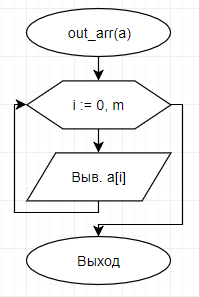 out_arr(a)
i := 0, m
Выв. a[i]
Выход